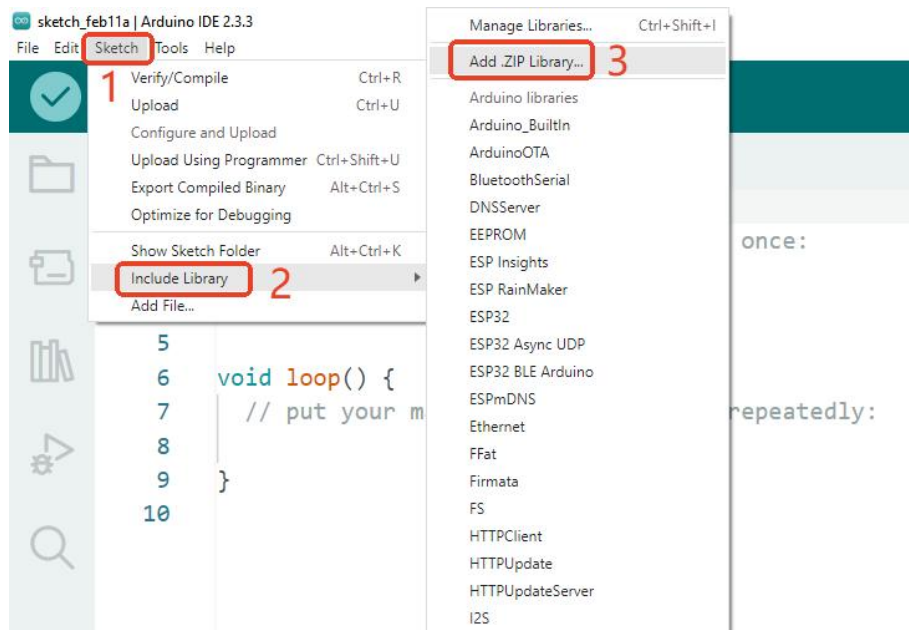 sketch_feb11a | Arduino IDE 2.3.3
File Edit Sketch Tools Help
1
Verify/Compile Ctrl+R
Upload Ctrl+U
Configure and Upload
Upload Using Programmer Ctrl+Shift+U
Export Compiled Binary Alt+Ctrl+S
Optimize for Debugging
Show Sketch Folder Alt+Ctrl+K
Include Library 2
Add File...
Manage Libraries... Ctrl+Shift+I
Add .ZIP Library... 3
Arduino libraries
Arduino_BuiltIn
ArduinoOTA
BluetoothSerial
DNSServer
EEPROM
ESP Insights
ESP RainMaker
ESP32
ESP32 Async UDP
ESP32 BLE Arduino
ESPmDNS
Ethernet
FFat
Firmata
FS
HTTPClient
HTTPUpdate
HTTPUpdateServer
I2S
once:
5
6 void loop() {
7 // put your m repeatedly:
8
9 }
10